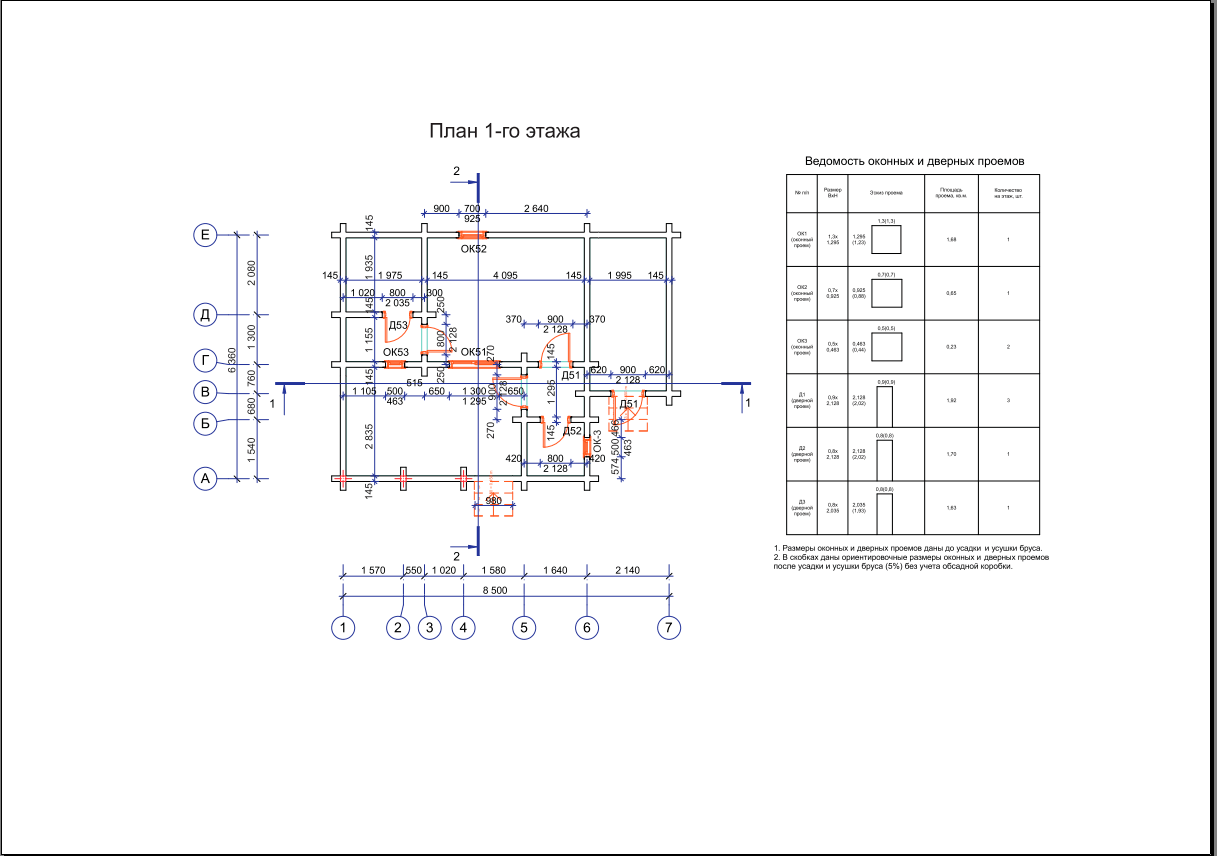 План 1-го этажа
2
900 700 2 640
925
145
Е
ОК52
2 080
1 935
145 1 975 145 4 095 145 1 995 145
1 020 800 300
2 035
145
250
Д
Д53
370 900 370
2 128
1 300
1 155
800
2 128
6 360
ОК53 ОК51
270
145
Г
760
145
515
250
Д51
620 900 620
2 128
В
1 105 500 650 1 300 650
463 1 295
900
2 128
1 295
1 1
680
Д51
Б
2 835
270
145
Д52
ОК-3
574,500,466
463
1 540
420 800 420
2 128
А
145
980
2
1 570 550 1 020 1 580 1 640 2 140
8 500
1 2 3 4 5 6 7
Ведомость оконных и дверных проемов
№ п/п Размер Эскиз проема Площадь Количество
ВхН проема, кв.м. на этаж, шт.
1,3(1,3)
ОК1 1,3х 1,295 1,68 1
(оконный 1,295 (1,23)
проем)
0,7(0,7)
ОК2 0,7х 0,925 0,65 1
(оконный 0,925 (0,88)
проем)
0,5(0,5)
ОК3 0,5х 0,463 0,23 2
(оконный 0,463 (0,44)
проем)
0,9(0,9)
Д1 0,9х 2,128 1,92 3
(дверной 2,128 (2,02)
проем)
0,8(0,8)
Д2 0,8х 2,128 1,70 1
(дверной 2,128 (2,02)
проем)
0,8(0,8)
Д3 0,8х 2,035 1,63 1
(дверной 2,035 (1,93)
проем)
1. Размеры оконных и дверных проемов даны до усадки и усушки бруса.
2. В скобках даны ориентировочные размеры оконных и дверных проемов
после усадки и усушки бруса (5%) без учета обсадной коробки.